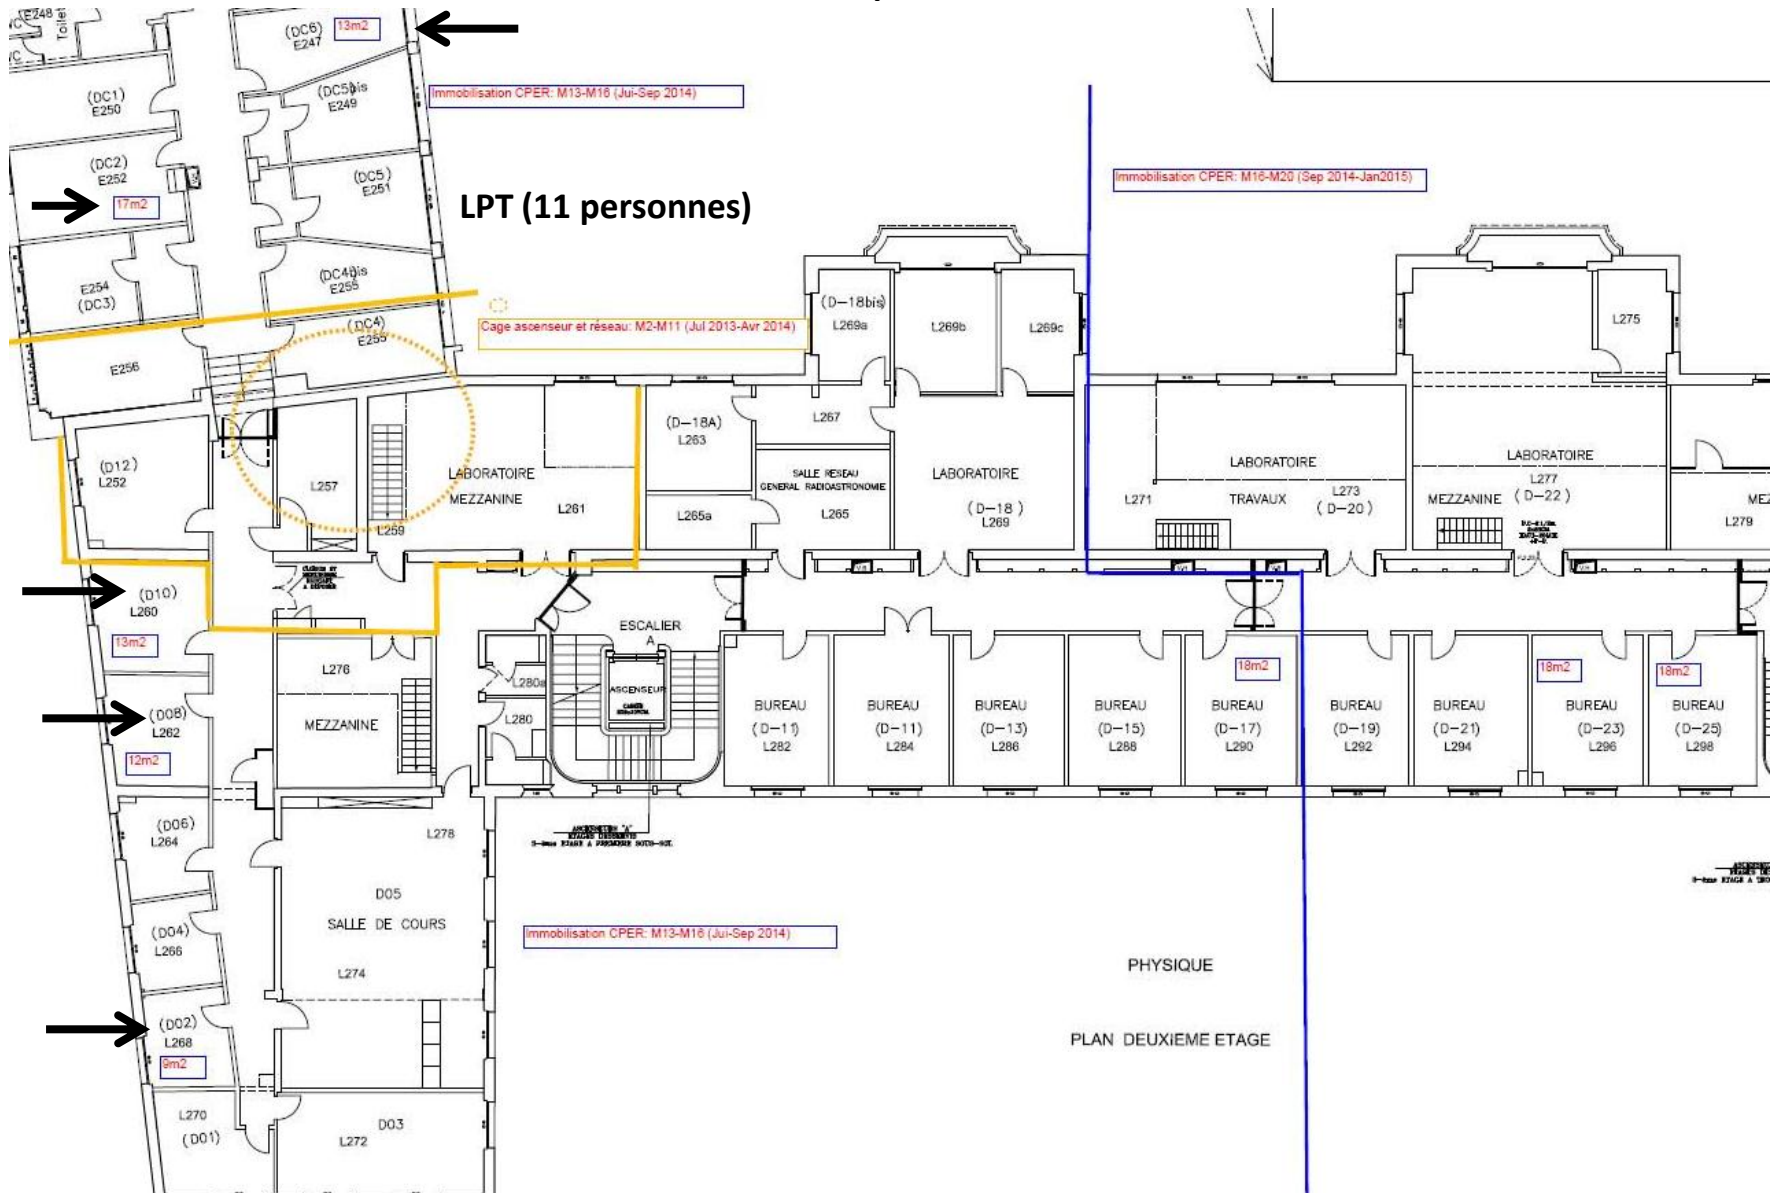 E248
(DC6)
E247
13m2
(DC1)
E250
(DC5)bis
E249
Immobilisation CPER: M13-M16 (Jui-Sep 2014)
(DC2)
E252
17m2
(DC5)
E251
LPT (11 personnes)
Immobilisation CPER: M16-M20 (Sep 2014-Jan2015)
E254
(DC3)
(DC4)bis
E255
(DC4)
E255
E256
Cage ascenseur et réseau: M2-M11 (Jul 2013-Avr 2014)
(D-18bis)
L269a
L269b
L269c
L275
(D12)
L252
L257
L259
LABORATOIRE
MEZZANINE
L261
(D-18A)
L263
L267
L265a
SALLE RESEAU
GENERAL RADIOASTRONOMIE
L265
LABORATOIRE
(D-18)
L269
L271
LABORATOIRE
TRAVAUX
L273
(D-20)
LABORATOIRE
L277
MEZZANINE
(D-22)
MEZ
L279
(D10)
L260
13m2
(D08)
L262
12m2
L276
MEZZANINE
L280a
L280
ESCALIER
A
ASCENSEUR
BUREAU
(D-11)
L282
BUREAU
(D-11)
L284
BUREAU
(D-13)
L286
BUREAU
(D-15)
L288
18m2
BUREAU
(D-17)
L290
BUREAU
(D-19)
L292
BUREAU
(D-21)
L294
18m2
BUREAU
(D-23)
L296
18m2
BUREAU
(D-25)
L298
(D06)
L264
L278
D05
SALLE DE COURS
L274
(D04)
L266
(D02)
L268
9m2
Immobilisation CPER: M13-M16 (Jui-Sep 2014)
PHYSIQUE
PLAN DEUXIEME ETAGE
L270
(D01)
D03
L272